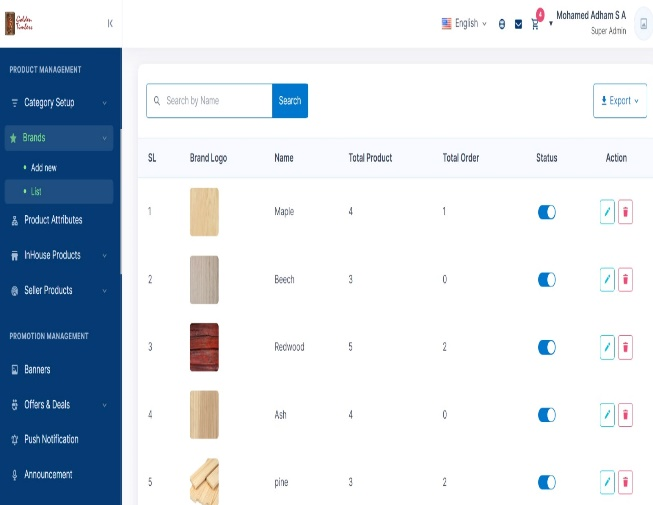 Golden Timbers
English
4
Mohamed Adham S A
Super Admin
PRODUCT MANAGEMENT
Category Setup
Brands
Add new
List
Product Attributes
InHouse Products
Seller Products
PROMOTION MANAGEMENT
Banners
Offers & Deals
Push Notification
Announcement
Search by Name
Search
Export
SL Brand Logo Name Total Product Total Order Status Action
1 Maple 4 1
2 Beech 3 0
3 Redwood 5 2
4 Ash 4 0
5 pine 3 2